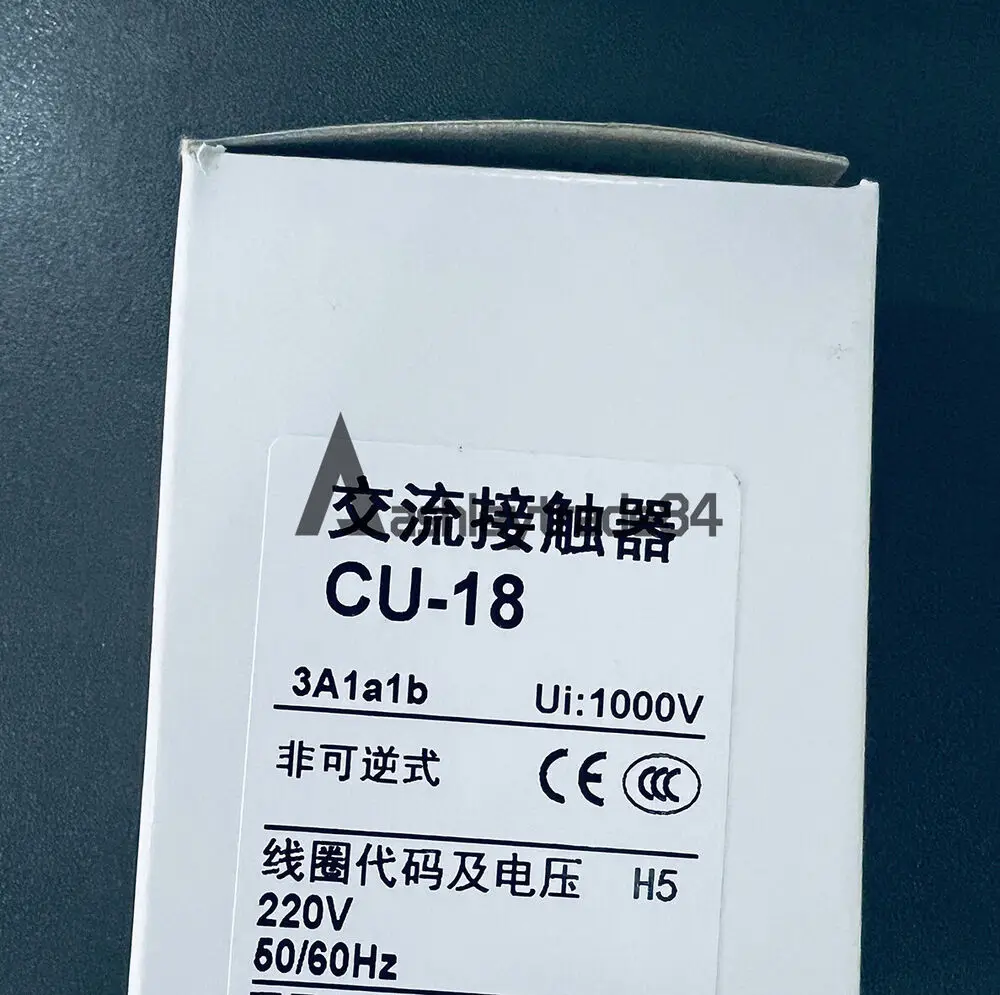 交流接触器
CU-18
3A1a1b Ui:1000V
非可逆式 CE CCC
线圈代码及电压 H5
220V
50/60Hz